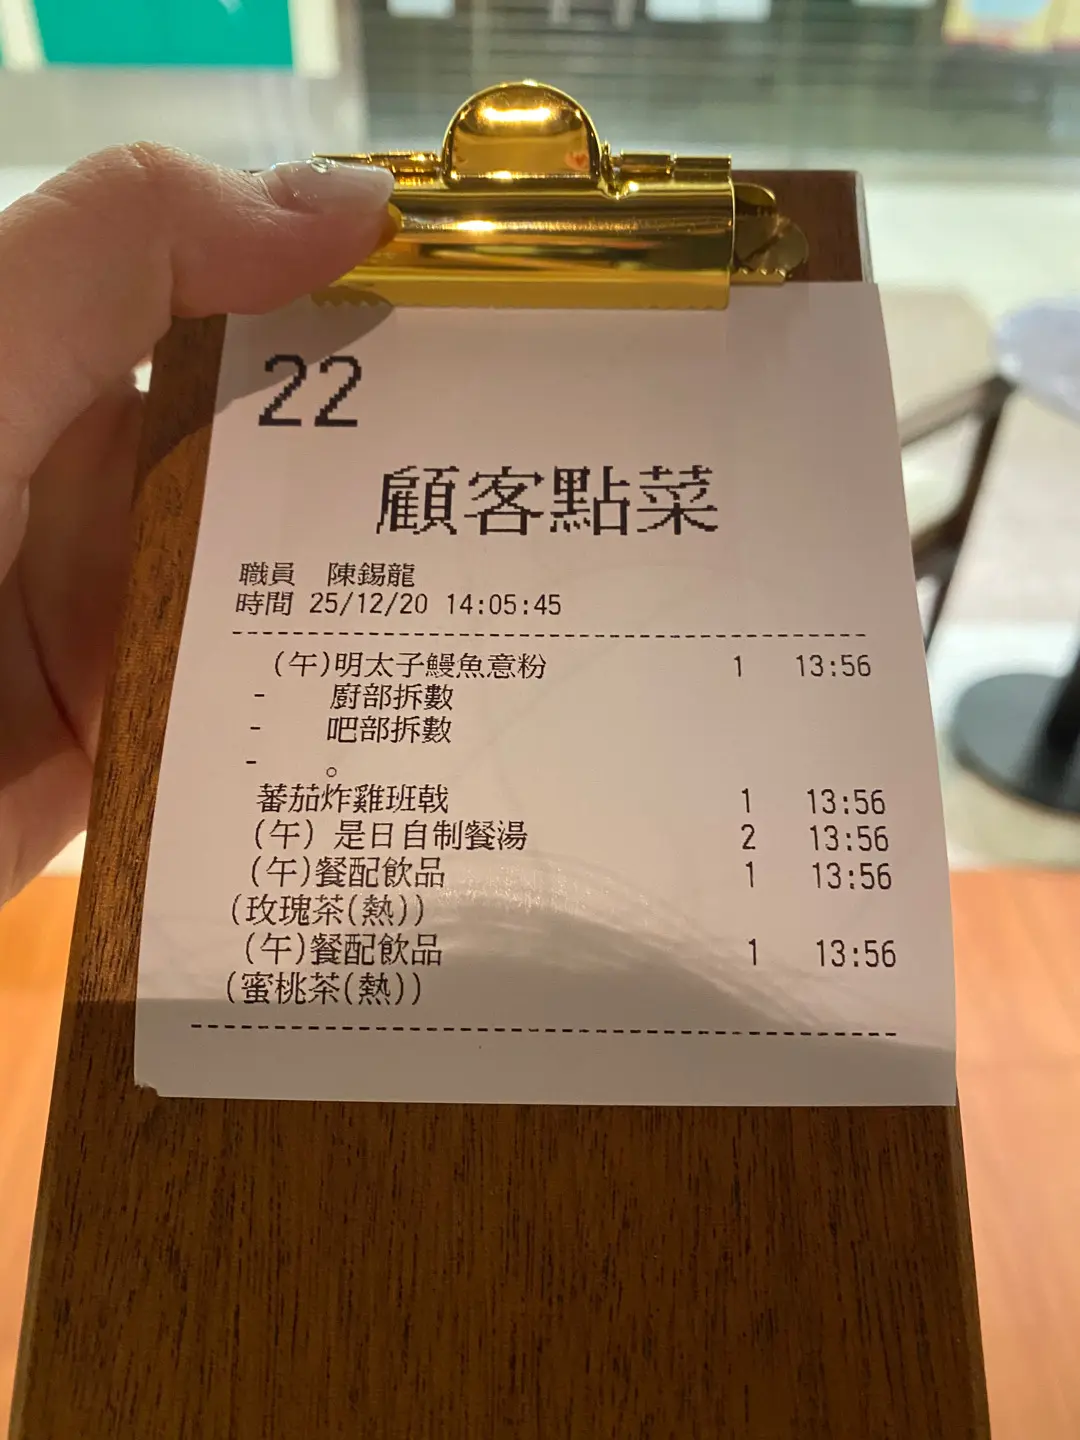 22
顧客點菜
職員 陳錫龍
時間 25/12/20 14:05:45
(午)明太子鰻魚意粉 1 13:56
- 廚部拆數
- 吧部拆數
- 。
蕃茄炸雞班戟 1 13:56
(午) 是日自制餐湯 2 13:56
(午)餐配飲品 1 13:56
(玫瑰茶(熱))
(午)餐配飲品 1 13:56
(蜜桃茶(熱))